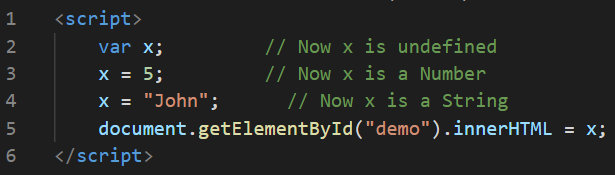 1 <script>
2 var x; // Now x is undefined
3 x = 5; // Now x is a Number
4 x = "John"; // Now x is a String
5 document.getElementById("demo").innerHTML = x;
6 </script>